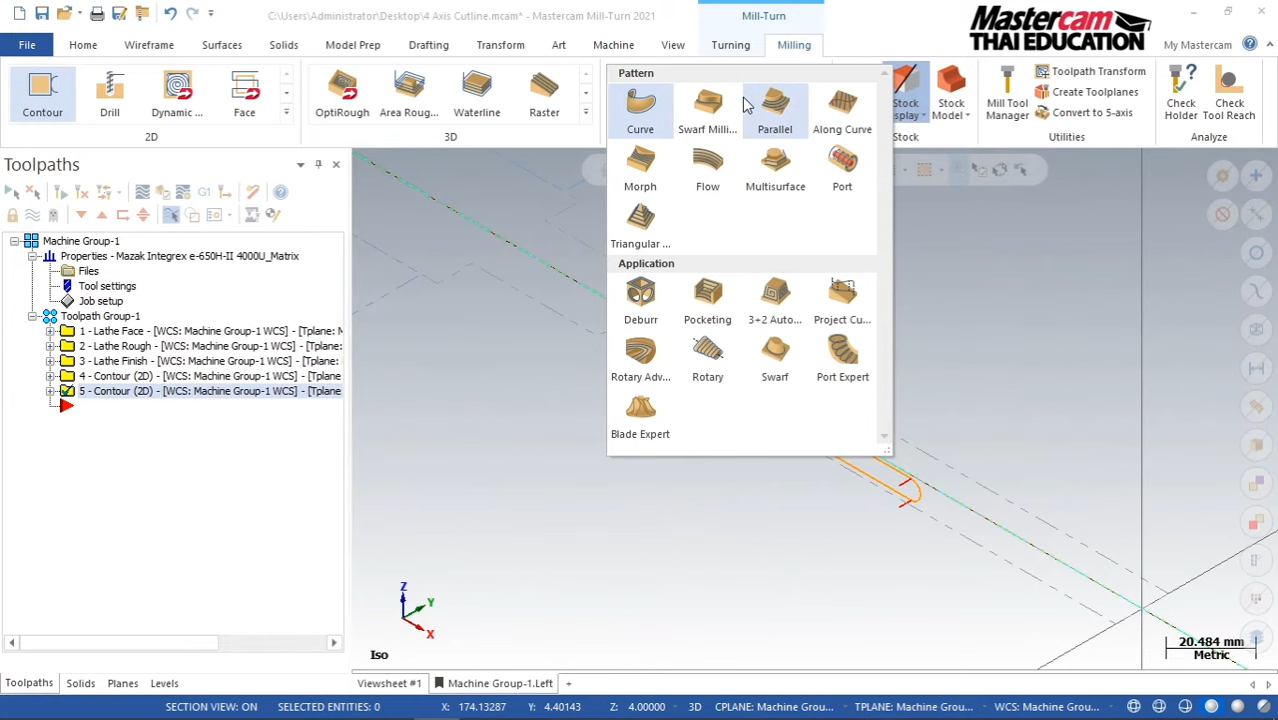 C:\Users\Administrator\Desktop\4 Axis Cutline.mcam* - Mastercam Mill-Turn 2021
Mill-Turn
Mastercam
THAI EDUCATION
File
Home
Wireframe
Surfaces
Solids
Model Prep
Drafting
Transform
Art
Machine
View
Turning
Milling
My Mastercam
Contour
Drill
Dynamic ...
Face
2D
OptiRough
Area Roug...
Waterline
Raster
3D
Pattern
Curve
Swarf Milli...
Parallel
Along Curve
Morph
Flow
Multisurface
Port
Triangular ...
Application
Deburr
Pocketing
3+2 Auto...
Project Cu...
Rotary Adv...
Rotary
Swarf
Port Expert
Blade Expert
Stock
Display
Stock
Model
Stock
Mill Tool
Manager
Toolpath Transform
Create Toolplanes
Convert to 5-axis
Utilities
Check
Holder
Check
Tool Reach
Analyze
Toolpaths
G1
Machine Group-1
Properties - Mazak Integrex e-650H-II 4000U_Matrix
Files
Tool settings
Job setup
Toolpath Group-1
1 - Lathe Face - [WCS: Machine Group-1 WCS] - [Tplane: M
2 - Lathe Rough - [WCS: Machine Group-1 WCS] - [Tplane:
3 - Lathe Finish - [WCS: Machine Group-1 WCS] - [Tplane:
4 - Contour (2D) - [WCS: Machine Group-1 WCS] - [Tplane
5 - Contour (2D) - [WCS: Machine Group-1 WCS] - [Tplane
Z
Y
X
Iso
20.484 mm
Metric
Toolpaths
Solids
Planes
Levels
Viewsheet #1
Machine Group-1.Left
+
SECTION VIEW: ON
SELECTED ENTITIES: 0
X: 174.13287
Y: 4.40143
Z: 4.00000
3D
CPLANE: Machine Grou...
TPLANE: Machine Grou...
WCS: Machine Grou...